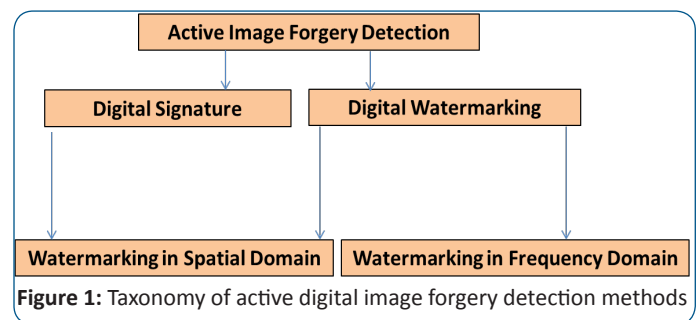 Active Image Forgery Detection
Digital Signature
Digital Watermarking
Watermarking in Spatial Domain
Watermarking in Frequency Domain
Figure 1: Taxonomy of active digital image forgery detection methods